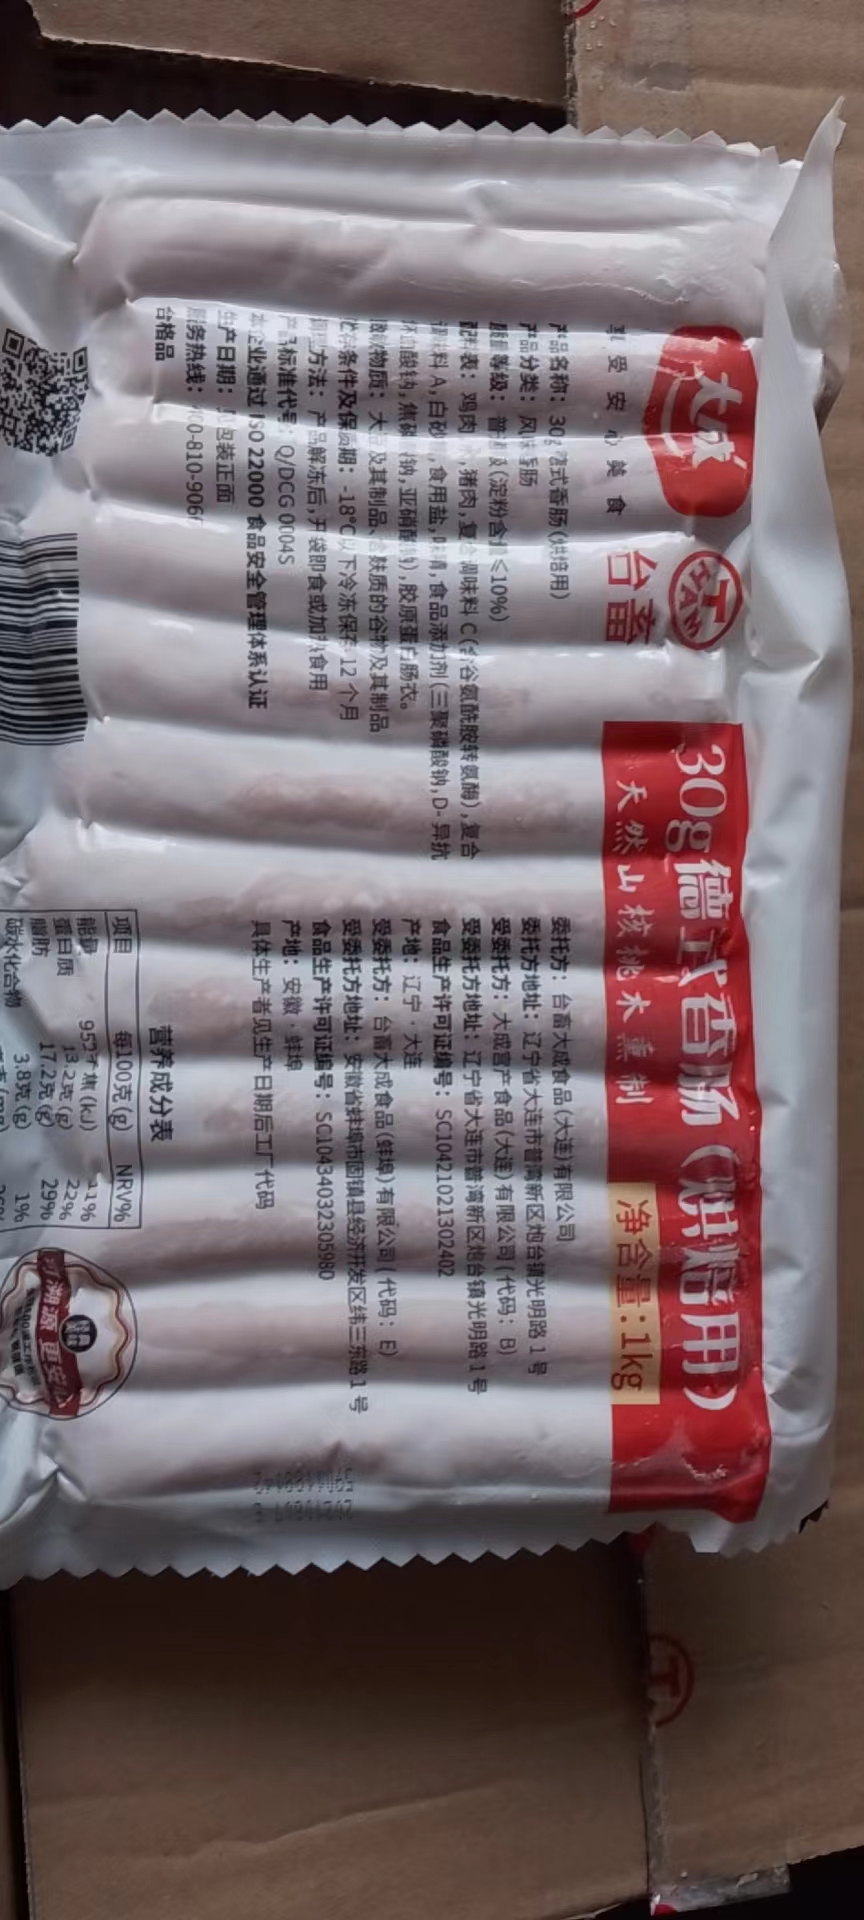 大成
享受安心美食
台畜
30g德式香肠(烘焙用)
天然山核桃木熏制
净含量:1kg
产品名称: 30g德式香肠(烘焙用)
产品分类: 风味香肠
质量等级: 普通级(淀粉含量≤10%)
配料表: 鸡肉,水,猪肉,复合调味料 C(含谷氨酰胺转氨酶),复合
调味料 A,白砂糖,食用盐,味精,食品添加剂(三聚磷酸钠,D-异抗
坏血酸钠,焦磷酸钠,亚硝酸钠),胶原蛋白肠衣。
致敏物质: 大豆及其制品、含麸质的谷物及其制品
贮存条件及保质期: -18°C以下冷冻保存 12 个月
食用方法: 产品解冻后,开袋即食或加热食用
产品标准代号: Q/DCG 0004S
本企业通过 ISO 22000 食品安全管理体系认证
生产日期: 见包装正面
服务热线: 400-810-906
合格品
委托方: 台畜大成食品(大连)有限公司
委托方地址: 辽宁省大连市普湾新区炮台镇光明路 1 号
受委托方: 大成宫产食品(大连)有限公司(代码: B)
受委托方地址: 辽宁省大连市普湾新区炮台镇光明路 1 号
食品生产许可证编号: SC10421021302402
产地: 辽宁·大连
受委托方: 台畜大成食品(蚌埠)有限公司(代码: E)
受委托方地址: 安徽省蚌埠市固镇县经济开发区纬三东路 1 号
食品生产许可证编号: SC10434032305980
产地: 安徽·蚌埠
具体生产者见生产日期后工厂代码
营养成分表
项目 每100克(g) NRV%
能量 952千焦(kJ) 11%
蛋白质 13.2克(g) 22%
脂肪 17.2克(g) 29%
碳水化合物 3.8克(g) 1%
溯源 更安